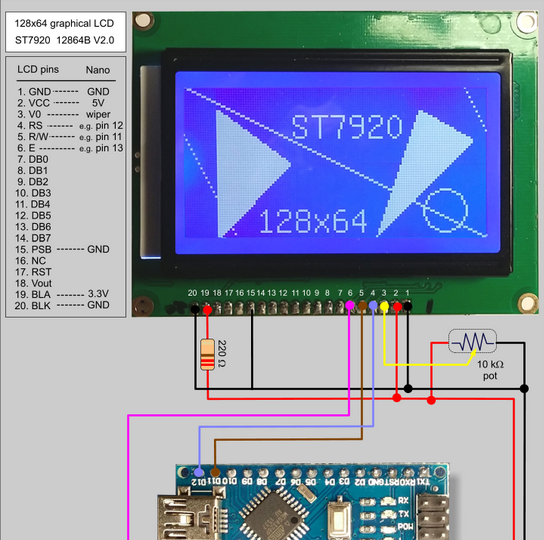 128x64 graphical LCD
ST7920 12864B V2.0
LCD pins Nano
1. GND ------- GND
2. VCC ------- 5V
3. V0 -------- wiper
4. RS -------- e.g. pin 12
5. R/W-------- e.g. pin 11
6. E --------- e.g. pin 13
7. DB0
8. DB1
9. DB2
10. DB3
11. DB4
12. DB5
13. DB6
14. DB7
15. PSB ------- GND
16. NC
17. RST
18. Vout
19. BLA ------- 3.3V
20. BLK ------- GND
ST7920
128x64
20 19 18 17 16 15 14 13 12 11 10 9 8 7 6 5 4 3 2 1
220 Ω
10 kΩ
pot
D12 D11 D10 D9 D8 D7 D6 D5 D4 D3 D2 GND RST RX0 TX1
RX
TX
POW